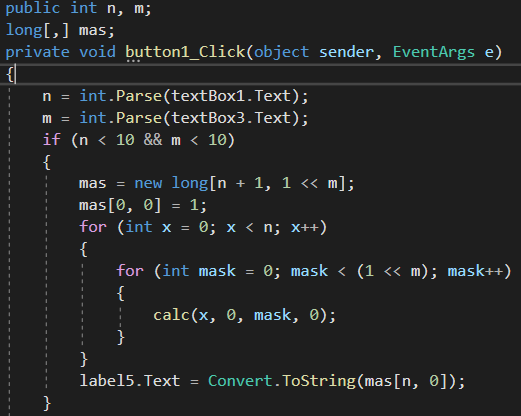 public int n, m;
long[,] mas;
private void button1_Click(object sender, EventArgs e)
{
n = int.Parse(textBox1.Text);
m = int.Parse(textBox3.Text);
if (n < 10 && m < 10)
{
mas = new long[n + 1, 1 << m];
mas[0, 0] = 1;
for (int x = 0; x < n; x++)
{
for (int mask = 0; mask < (1 << m); mask++)
{
calc(x, 0, mask, 0);
}
}
label5.Text = Convert.ToString(mas[n, 0]);
}